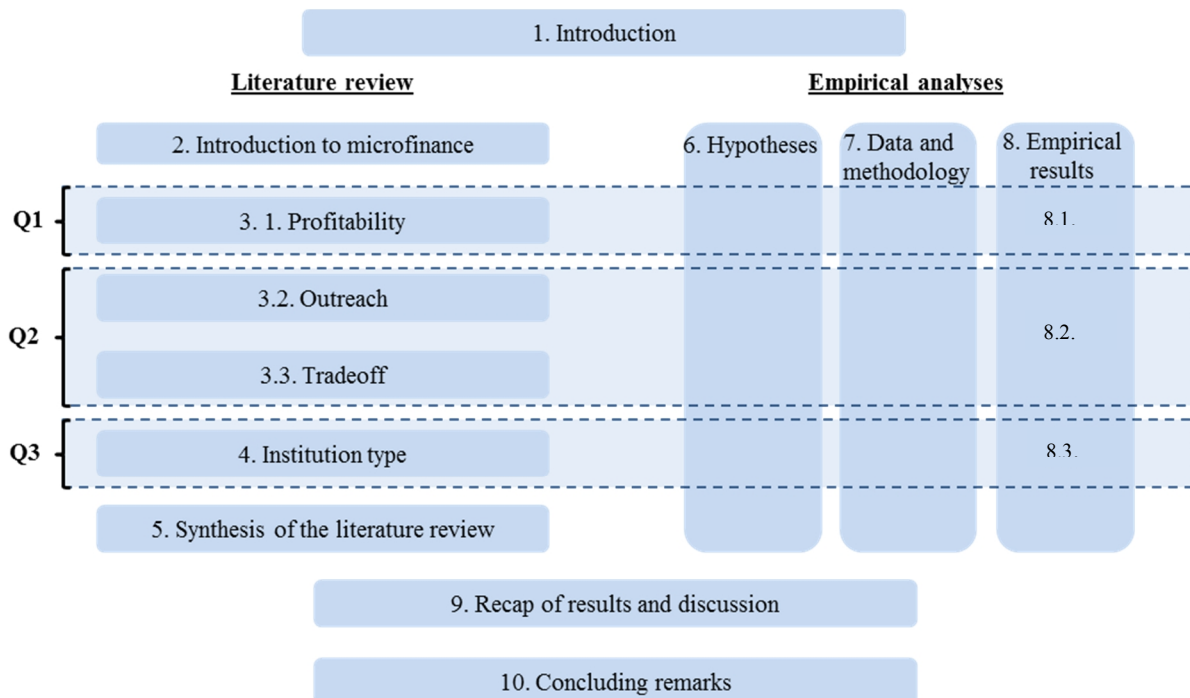 1. Introduction
Literature review
Empirical analyses
2. Introduction to microfinance
6. Hypotheses
7. Data and
methodology
8. Empirical
results
Q1
3. 1. Profitability
8.1.
3.2. Outreach
Q2
8.2.
3.3. Tradeoff
Q3
4. Institution type
8.3.
5. Synthesis of the literature review
9. Recap of results and discussion
10. Concluding remarks